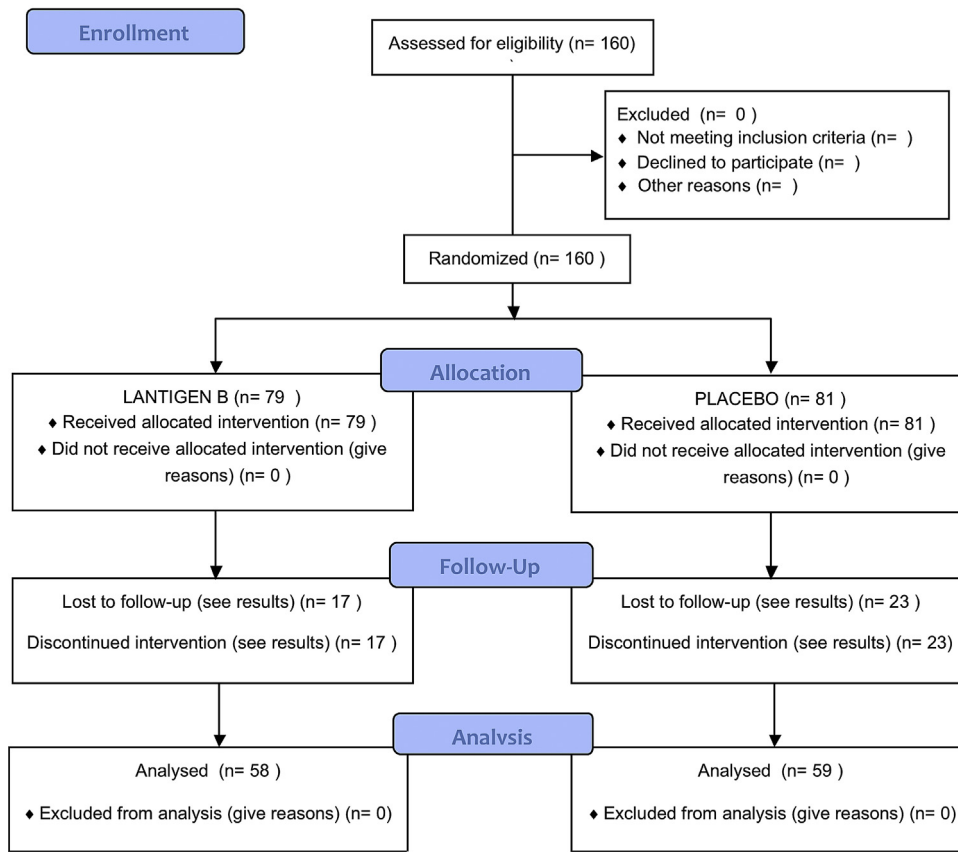 Enrollment
Assessed for eligibility (n= 160)
Excluded (n= 0 )
♦ Not meeting inclusion criteria (n= )
♦ Declined to participate (n= )
♦ Other reasons (n= )
Randomized (n= 160 )
Allocation
LANTIGEN B (n= 79 )
♦ Received allocated intervention (n= 79 )
♦ Did not receive allocated intervention (give
reasons) (n= 0 )
PLACEBO (n= 81 )
♦ Received allocated intervention (n= 81 )
♦ Did not receive allocated intervention (give
reasons) (n= 0 )
Follow-Up
Lost to follow-up (see results) (n= 17 )
Discontinued intervention (see results) (n= 17 )
Lost to follow-up (see results) (n= 23 )
Discontinued intervention (see results) (n= 23)
Analysis
Analysed (n= 58 )
♦ Excluded from analysis (give reasons) (n= 0)
Analysed (n= 59 )
♦ Excluded from analysis (give reasons) (n= 0)